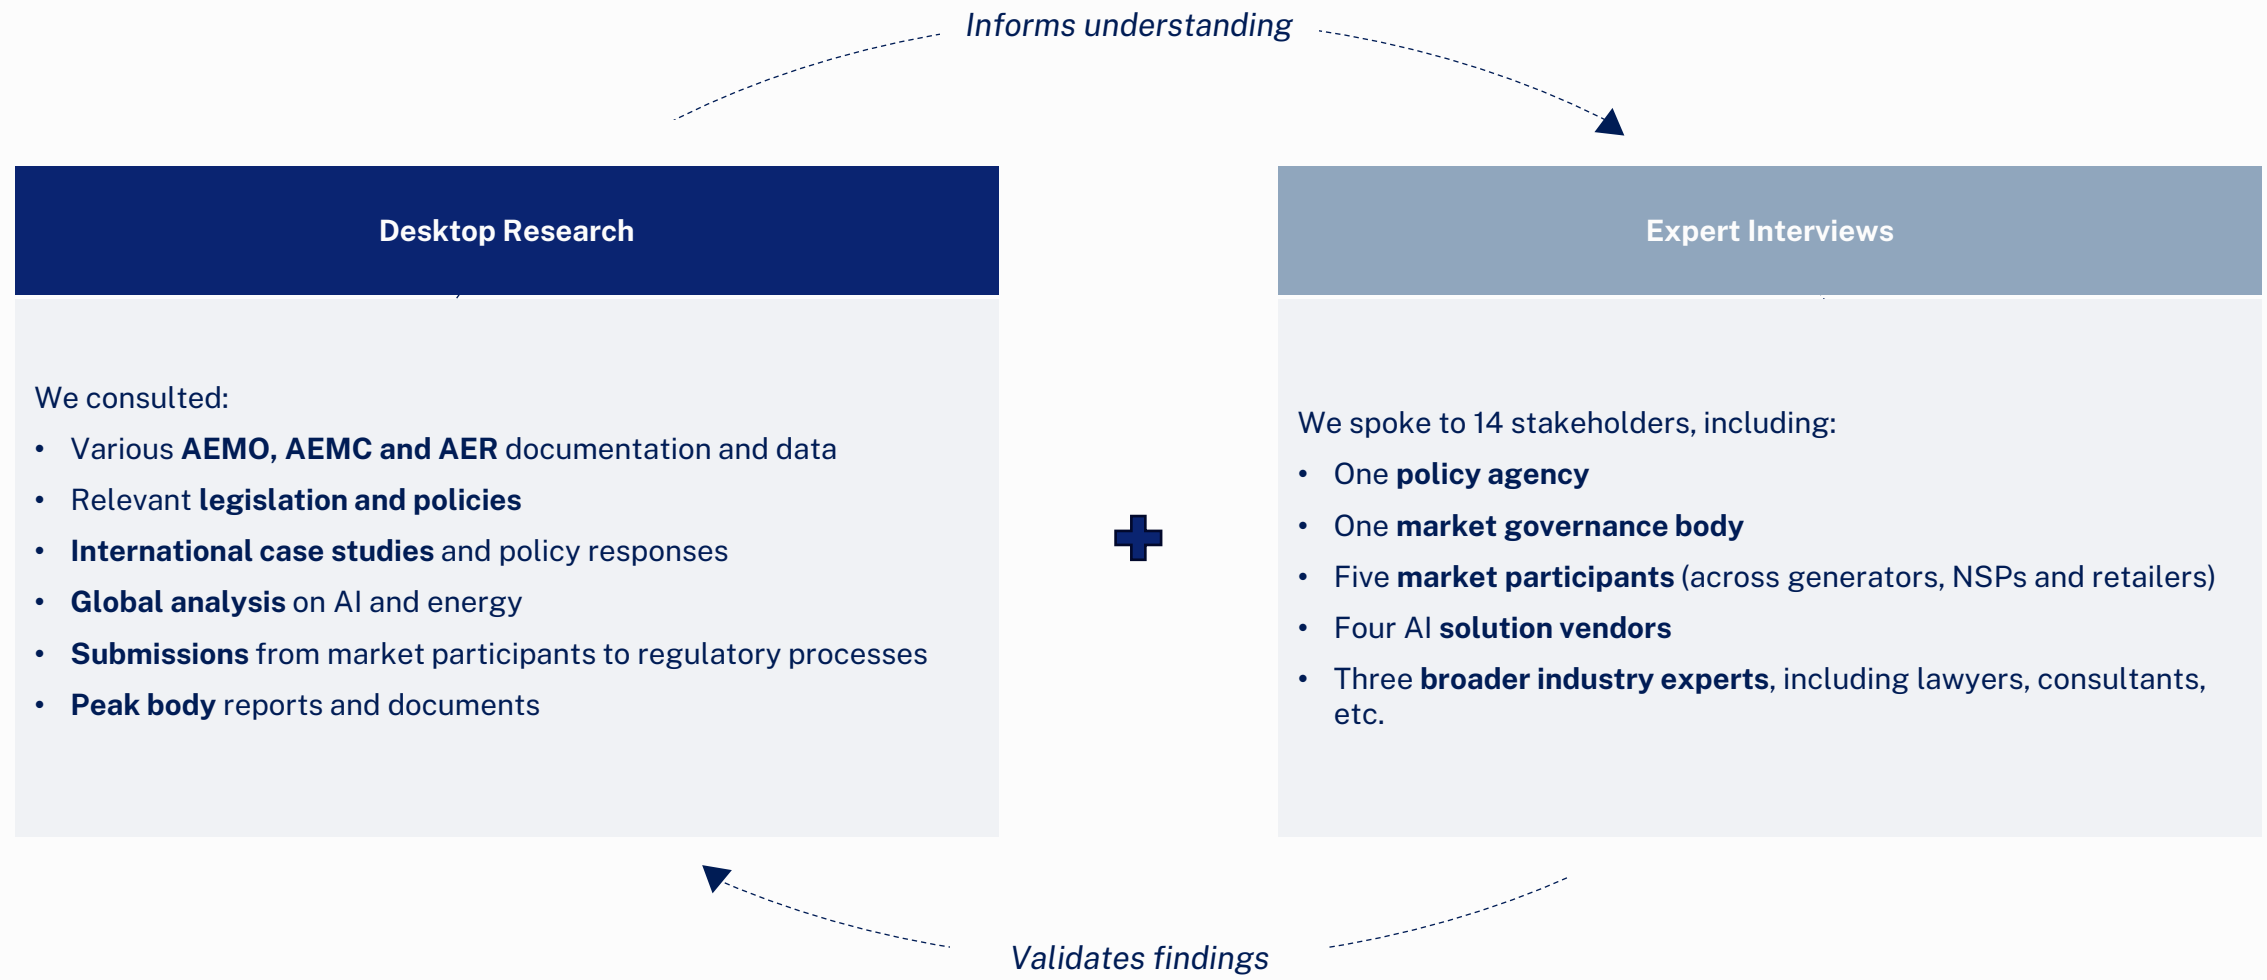 Informs understanding
Desktop Research
We consulted:
• Various AEMO, AEMC and AER documentation and data
• Relevant legislation and policies
• International case studies and policy responses
• Global analysis on AI and energy
• Submissions from market participants to regulatory processes
• Peak body reports and documents
Expert Interviews
We spoke to 14 stakeholders, including:
• One policy agency
• One market governance body
• Five market participants (across generators, NSPs and retailers)
• Four AI solution vendors
• Three broader industry experts, including lawyers, consultants,
etc.
Validates findings